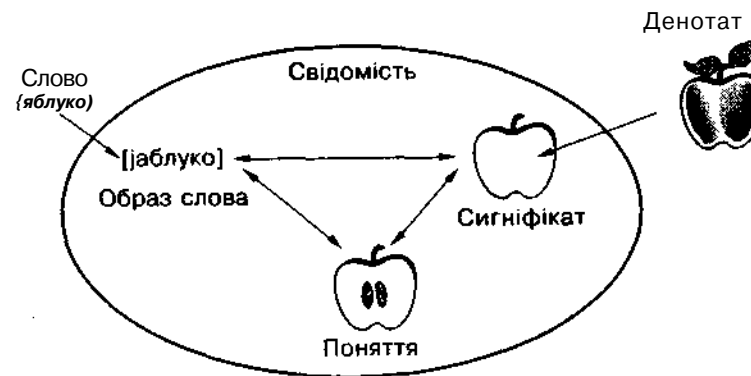 Денотат
Свідомість
Слово
{яблуко)
[јаблуко]
Образ слова
Сигніфікат
Поняття